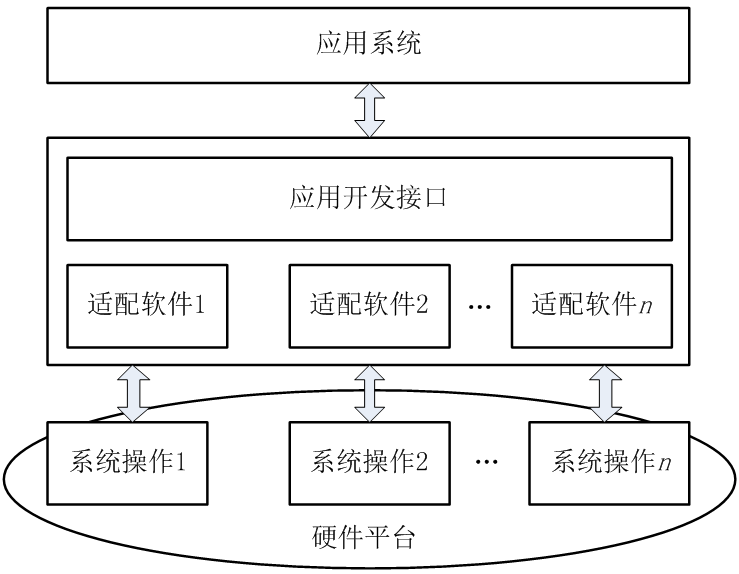 应用系统
应用开发接口
适配软件1 适配软件2 … 适配软件n
系统操作1 系统操作2 … 系统操作n
硬件平台